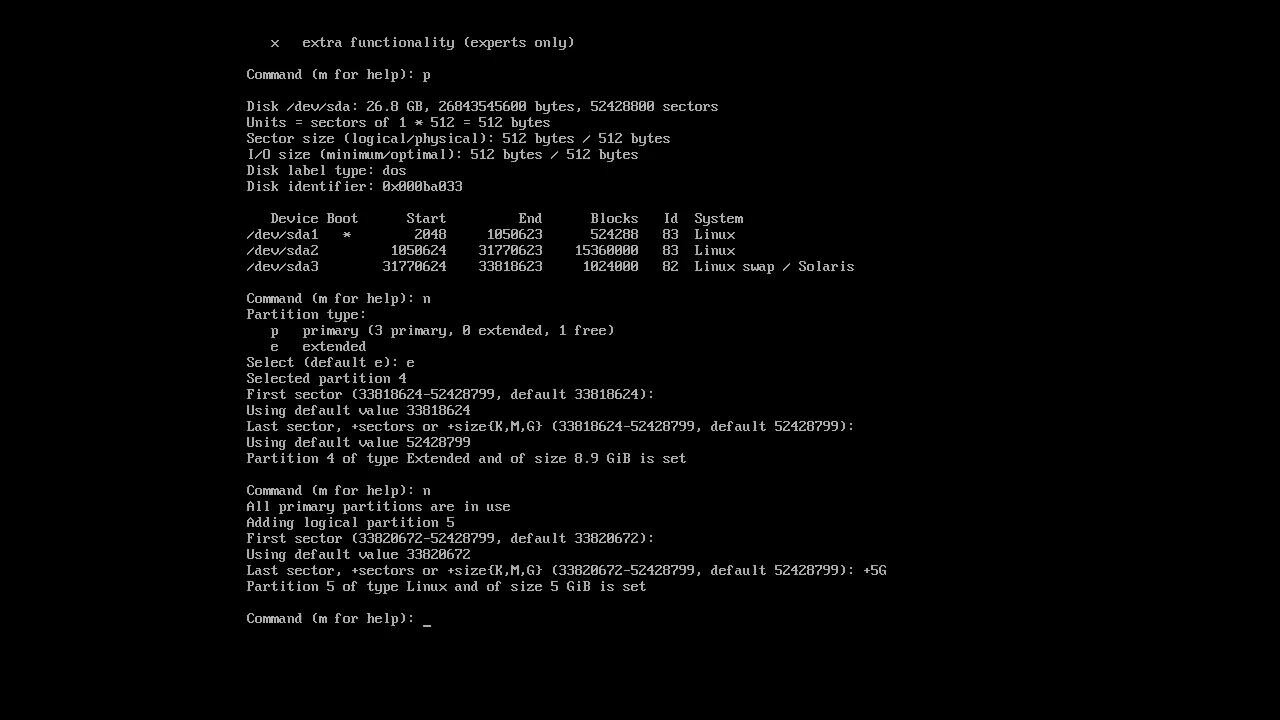 x   extra functionality (experts only)
Command (m for help): p
Disk /dev/sda: 26.8 GB, 26843545600 bytes, 52428800 sectors
Units = sectors of 1 * 512 = 512 bytes
Sector size (logical/physical): 512 bytes / 512 bytes
I/O size (minimum/optimal): 512 bytes / 512 bytes
Disk label type: dos
Disk identifier: 0x000ba033
Device Boot      Start         End      Blocks   Id  System
/dev/sda1   *        2048     1050623      524288   83  Linux
/dev/sda2         1050624    31770623    15360000   83  Linux
/dev/sda3        31770624    33818623     1024000   82  Linux swap / Solaris
Command (m for help): n
Partition type:
p   primary (3 primary, 0 extended, 1 free)
e   extended
Select (default e): e
Selected partition 4
First sector (33818624-52428799, default 33818624):
Using default value 33818624
Last sector, +sectors or +size{K,M,G} (33818624-52428799, default 52428799):
Using default value 52428799
Partition 4 of type Extended and of size 8.9 GiB is set
Command (m for help): n
All primary partitions are in use
Adding logical partition 5
First sector (33820672-52428799, default 33820672):
Using default value 33820672
Last sector, +sectors or +size{K,M,G} (33820672-52428799, default 52428799): +5G
Partition 5 of type Linux and of size 5 GiB is set
Command (m for help): _